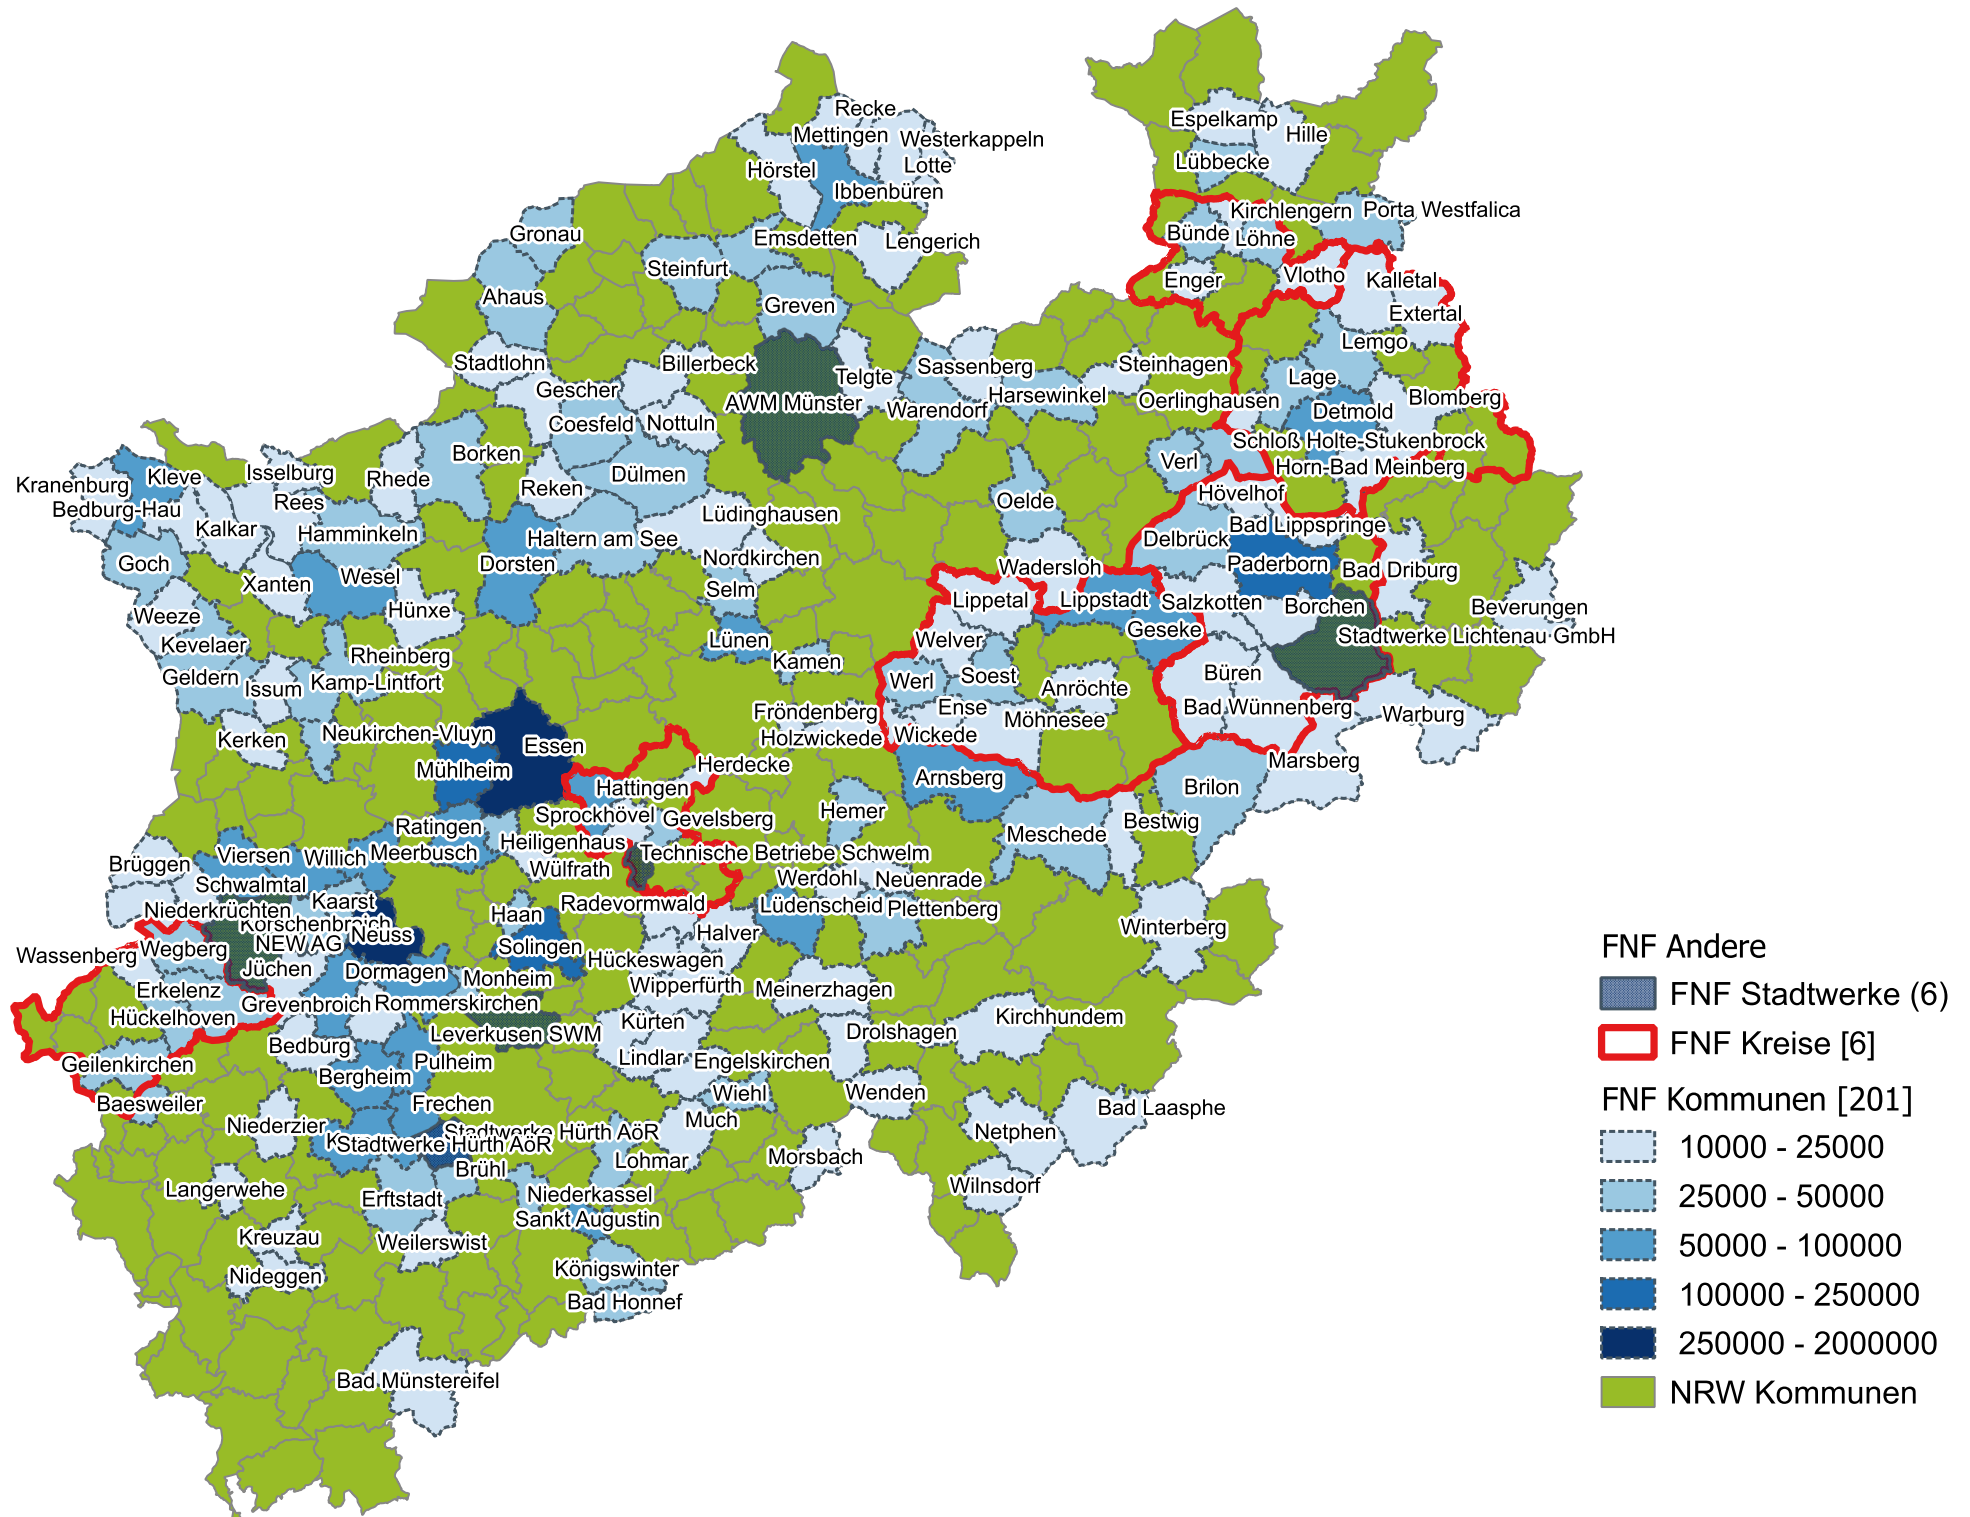 Recke
Mettingen
Westerkappeln
Lotte
Hörstel
Ibbenbüren
Espelkamp
Hille
Lübbecke
Kirchlengern
Porta Westfalica
Bünde
Löhne
Gronau
Emsdetten
Lengerich
Steinfurt
Enger
Vlotho
Kalletal
Ahaus
Greven
Extertal
Lemgo
Stadtlohn
Billerbeck
Telgte
Sassenberg
Steinhagen
Lage
Gescher
AWM Münster
Warendorf
Harsewinkel
Oerlinghausen
Detmold
Blomberg
Coesfeld
Nottuln
Schloß Holte-Stukenbrock
Borken
Verl
Horn-Bad Meinberg
Kranenburg
Kleve
Isselburg
Rhede
Reken
Dülmen
Oelde
Hövelhof
Bedburg-Hau
Rees
Kalkar
Hamminkeln
Haltern am See
Lüdinghausen
Delbrück
Bad Lippspringe
Goch
Xanten
Wesel
Dorsten
Nordkirchen
Wadersloh
Paderborn
Bad Driburg
Weeze
Hünxe
Selm
Lippetal
Lippstadt
Salzkotten
Borchen
Beverungen
Kevelaer
Rheinberg
Lünen
Welver
Geseke
Stadtwerke Lichtenau GmbH
Geldern
Issum
Kamp-Lintfort
Kamen
Werl
Soest
Anröchte
Büren
Kerken
Neukirchen-Vluyn
Fröndenberg
Ense
Möhnesee
Bad Wünnenberg
Warburg
Essen
Holzwickede
Wickede
Mühlheim
Herdecke
Arnsberg
Marsberg
Hattingen
Brilon
Sprockhövel
Gevelsberg
Hemer
Bestwig
Ratingen
Meschede
Brüggen
Viersen
Willich
Meerbusch
Heiligenhaus
Technische Betriebe Schwelm
Wülfrath
Werdohl
Neuenrade
Schwalmtal
Kaarst
Radevormwald
Lüdenscheid
Plettenberg
Niederkrüchten
Haan
Neuss
NEW AG
Halver
Winterberg
Wassenberg
Wegberg
Solingen
Hückeswagen
Jüchen
Dormagen
Monheim
Erkelenz
Grevenbroich
Rommerskirchen
Wipperfürth
Meinerzhagen
Hückelhoven
Kürten
Drolshagen
Kirchhundem
Leverkusen SWM
Bedburg
Geilenkirchen
Pulheim
Lindlar
Engelskirchen
Bergheim
Wiehl
Wenden
Baesweiler
Frechen
Much
Bad Laasphe
Niederzier
Stadtwerke Hürth AöR
Stadtwerke Hürth AöR
Netphen
Brühl
Lohmar
Morsbach
Langerwehe
Erftstadt
Niederkassel
Wilnsdorf
Sankt Augustin
Kreuzau
Weilerswist
Nideggen
Königswinter
Bad Honnef
Bad Münstereifel
FNF Andere
FNF Stadtwerke (6)
FNF Kreise [6]
FNF Kommunen [201]
10000 - 25000
25000 - 50000
50000 - 100000
100000 - 250000
250000 - 2000000
NRW Kommunen